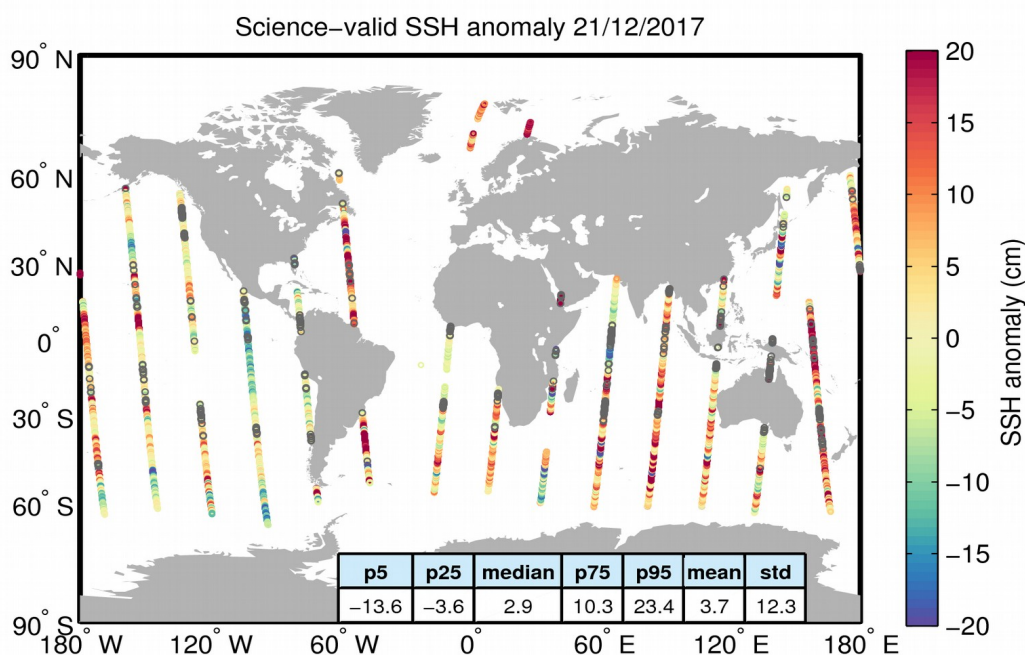 Science−valid SSH anomaly 21/12/2017
90° N
60° N
30° N
0°
30° S
60° S
90° S
180° W
120° W
60° W
0°
60° E
120° E
180° E
p5 p25 median p75 p95 mean std
−13.6 −3.6 2.9 10.3 23.4 3.7 12.3
20
15
10
5
0
−5
−10
−15
−20
SSH anomaly (cm)